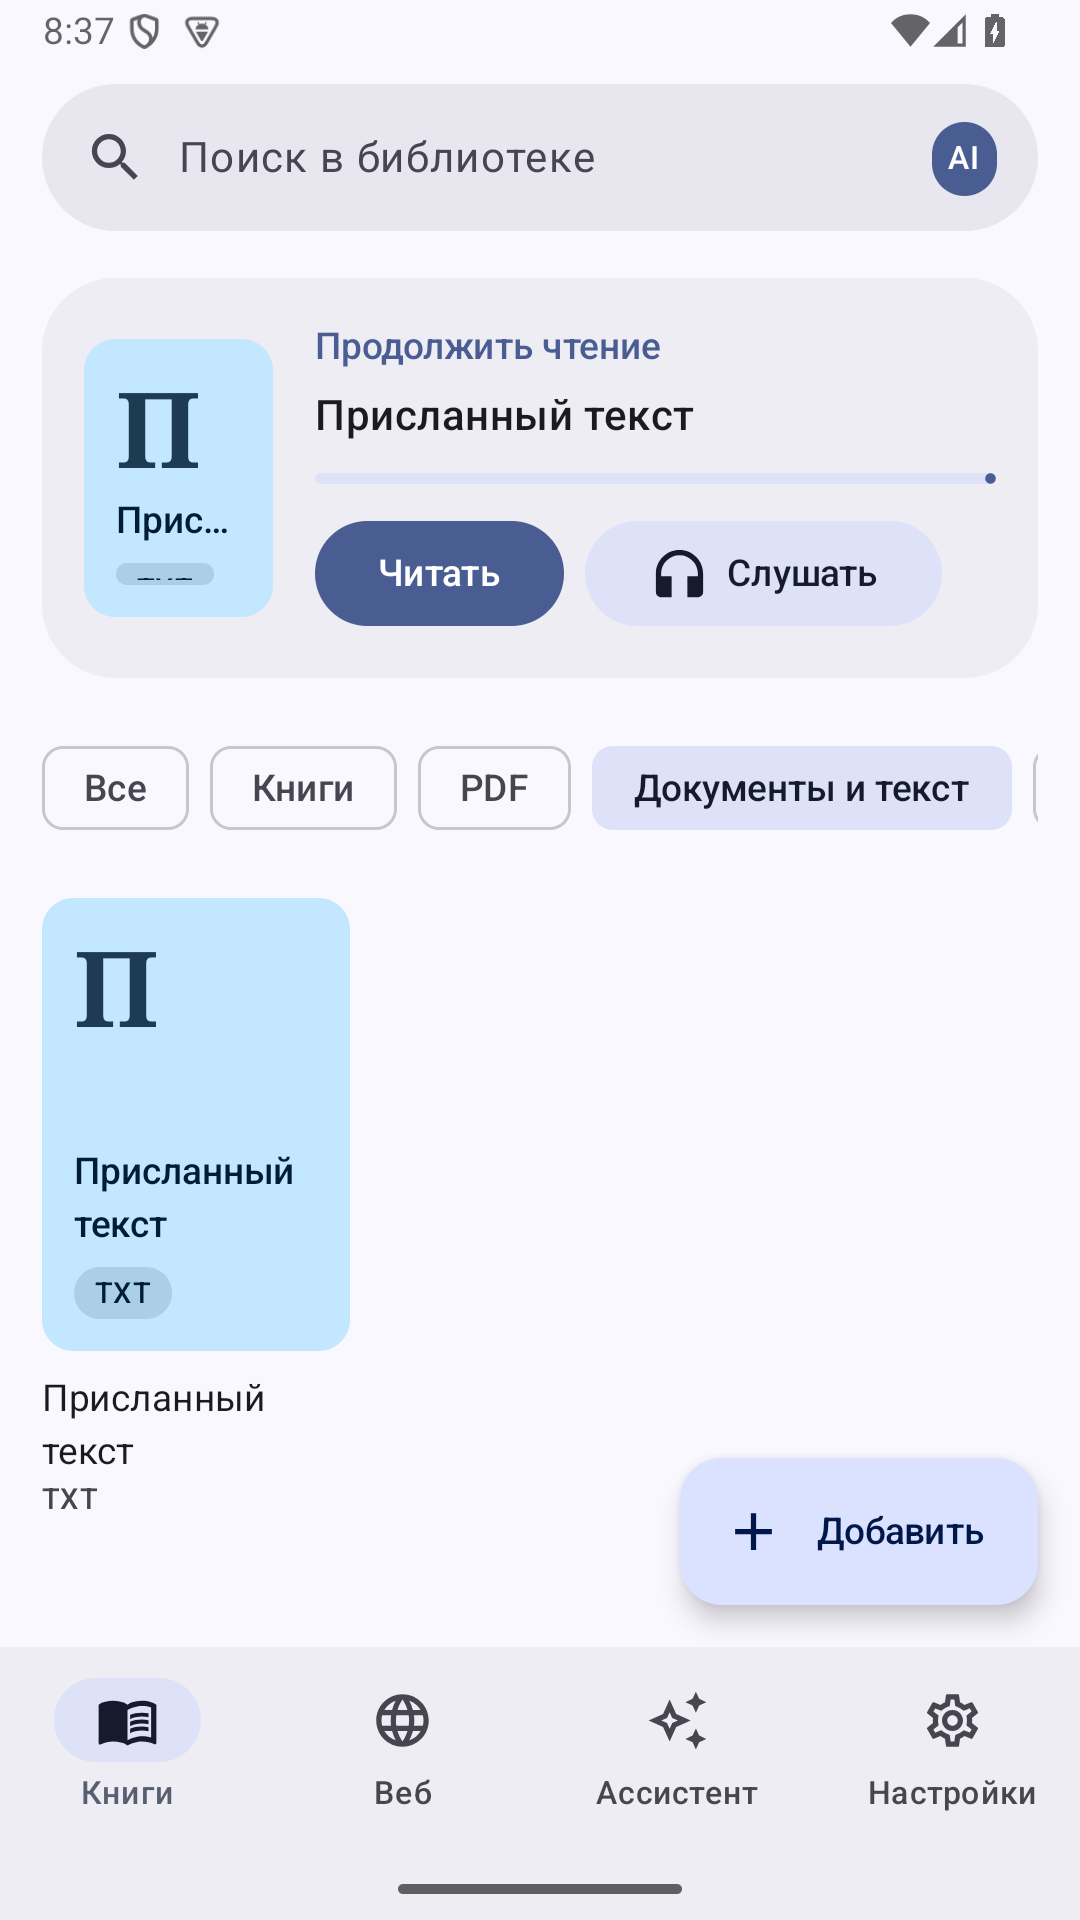 8:37
Поиск в библиотеке
AI
Продолжить чтение
П
Присланный текст
Прис...
Читать
Слушать
Все
Книги
PDF
Документы и текст
П
Присланный
текст
TXT
Присланный
текст
TXT
Добавить
Книги
Веб
Ассистент
Настройки